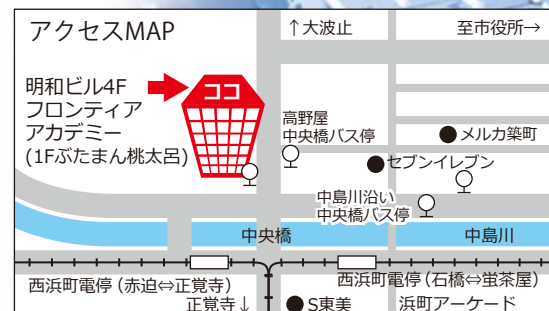 アクセスMAP
↑大波止
至市役所→
明和ビル4F
フロンティア
アカデミー
(1Fぶたまん桃太呂)
ココ
高野屋
中央橋バス停
メルカ築町
セブンイレブン
中島川沿い
中央橋バス停
中央橋
中島川
西浜町電停 (赤迫⇔正覚寺)
西浜町電停 (石橋⇔蛍茶屋)
正覚寺↓
S東美
浜町アーケード